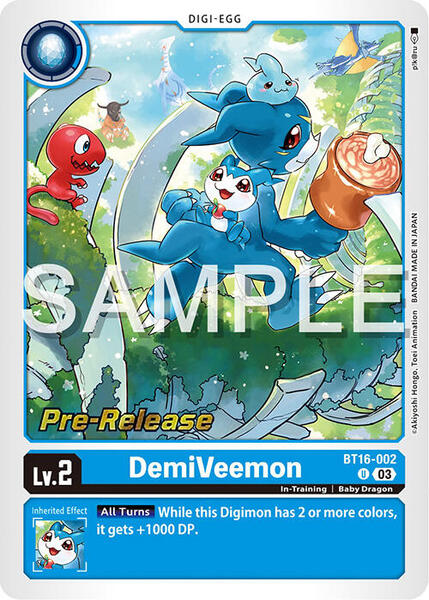 DIGI-EGG
p!k@ru
SAMPLE
©Akiyoshi Hongo, Toei Animation BANDAI MADE IN JAPAN
Pre-Release
Lv.2
DemiVeemon
BT16-002
U 03
In-Training | Baby Dragon
Inherited Effect
All Turns While this Digimon has 2 or more colors,
it gets +1000 DP.